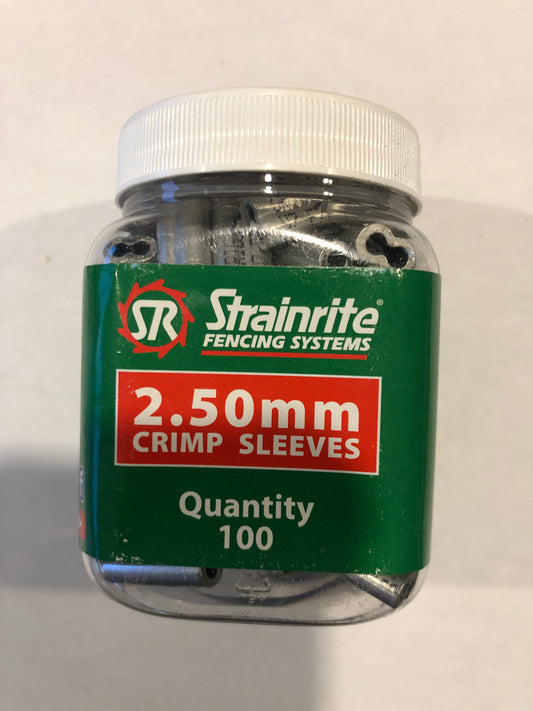 SR Strainrite®
FENCING SYSTEMS
2.50mm
CRIMP SLEEVES
Quantity
100